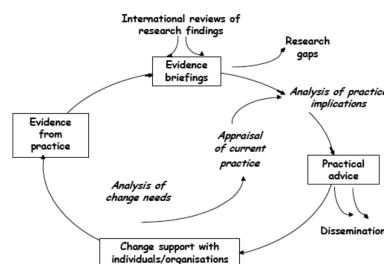 International reviews of
research findings
Research
gaps
Evidence
briefings
Analysis of practice
implications
Evidence
from
practice
Appraisal
of current
practice
Practical
advice
Analysis of
change needs
Dissemination
Change support with
individuals/organisations